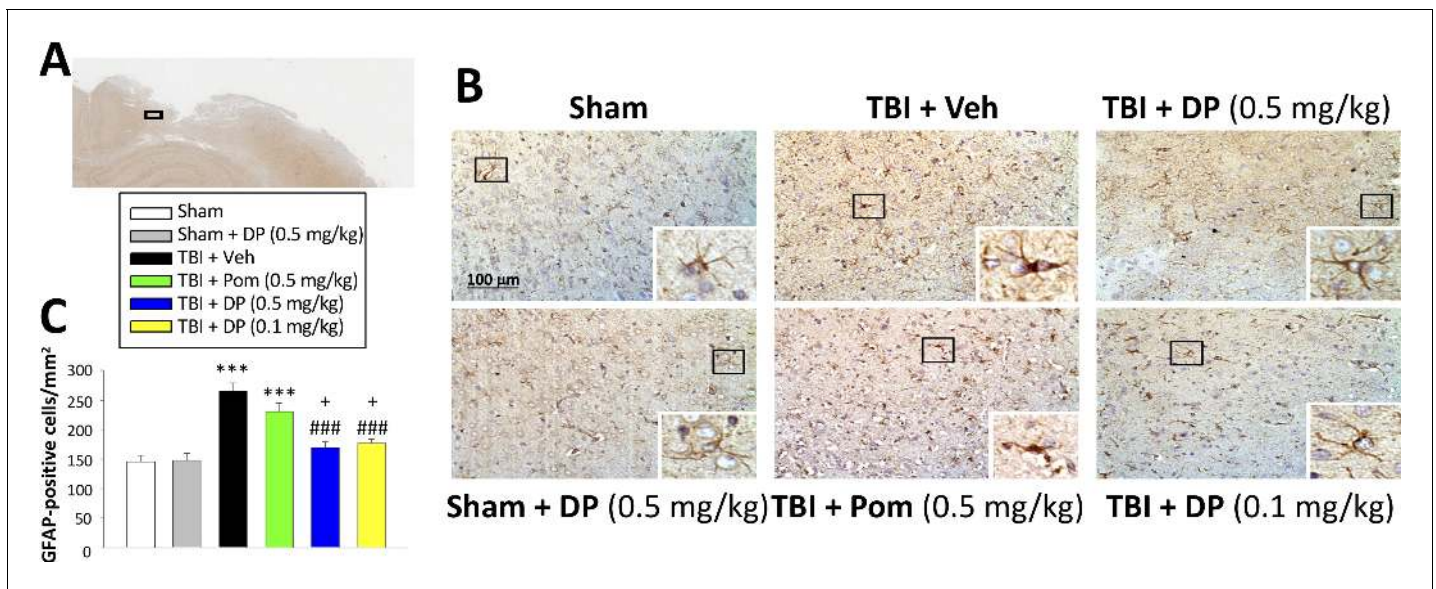 A
Sham
Sham + DP (0.5 mg/kg)
TBI + Veh
TBI + Pom (0.5 mg/kg)
TBI + DP (0.5 mg/kg)
TBI + DP (0.1 mg/kg)
B
Sham
TBI + Veh
TBI + DP (0.5 mg/kg)
100 μm
Sham + DP (0.5 mg/kg)
TBI + Pom (0.5 mg/kg)
TBI + DP (0.1 mg/kg)
C
GFAP-positive cells/mm²
300
250
200
150
100
50
0
***
***
+
###
+
###